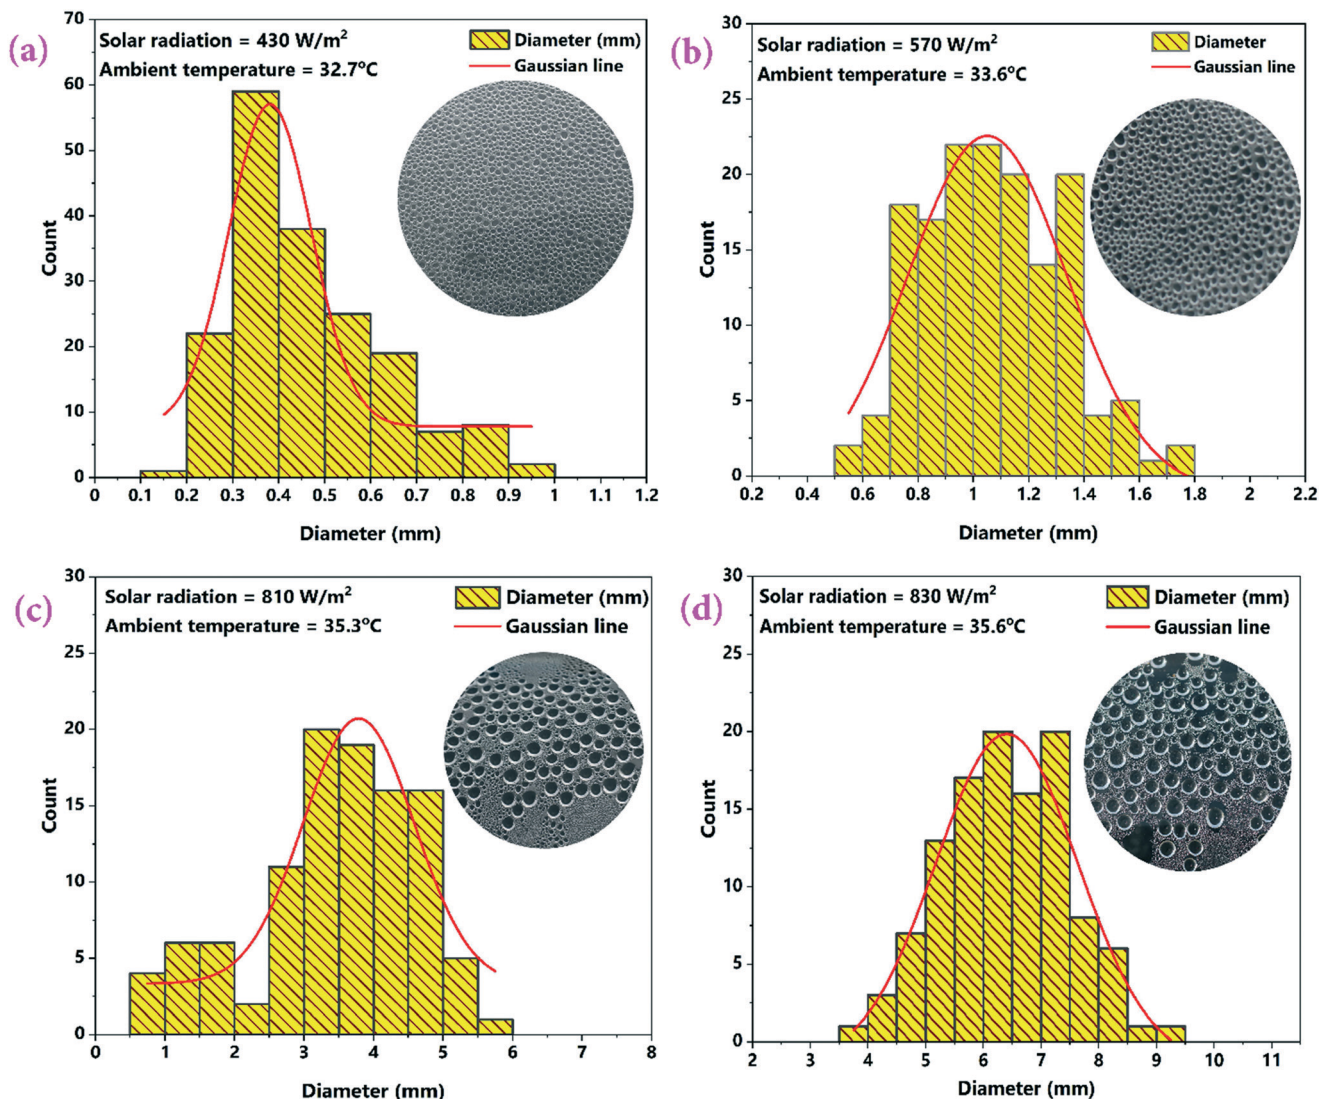 (a)
Solar radiation = 430 W/m²
Ambient temperature = 32.7°C
Diameter (mm)
Gaussian line
70
60
50
40
30
20
10
0
Count
0 0.1 0.2 0.3 0.4 0.5 0.6 0.7 0.8 0.9 1 1.1 1.2
Diameter (mm)
(b)
Solar radiation = 570 W/m²
Ambient temperature = 33.6°C
Diameter
Gaussian line
30
25
20
15
10
5
0
Count
0.2 0.4 0.6 0.8 1 1.2 1.4 1.6 1.8 2 2.2
Diameter (mm)
(c)
Solar radiation = 810 W/m²
Ambient temperature = 35.3°C
Diameter (mm)
Gaussian line
30
25
20
15
10
5
0
Count
0 1 2 3 4 5 6 7 8
Diameter (mm)
(d)
Solar radiation = 830 W/m²
Ambient temperature = 35.6°C
Diameter (mm)
Gaussian line
30
25
20
15
10
5
0
Count
2 3 4 5 6 7 8 9 10 11
Diameter (mm)